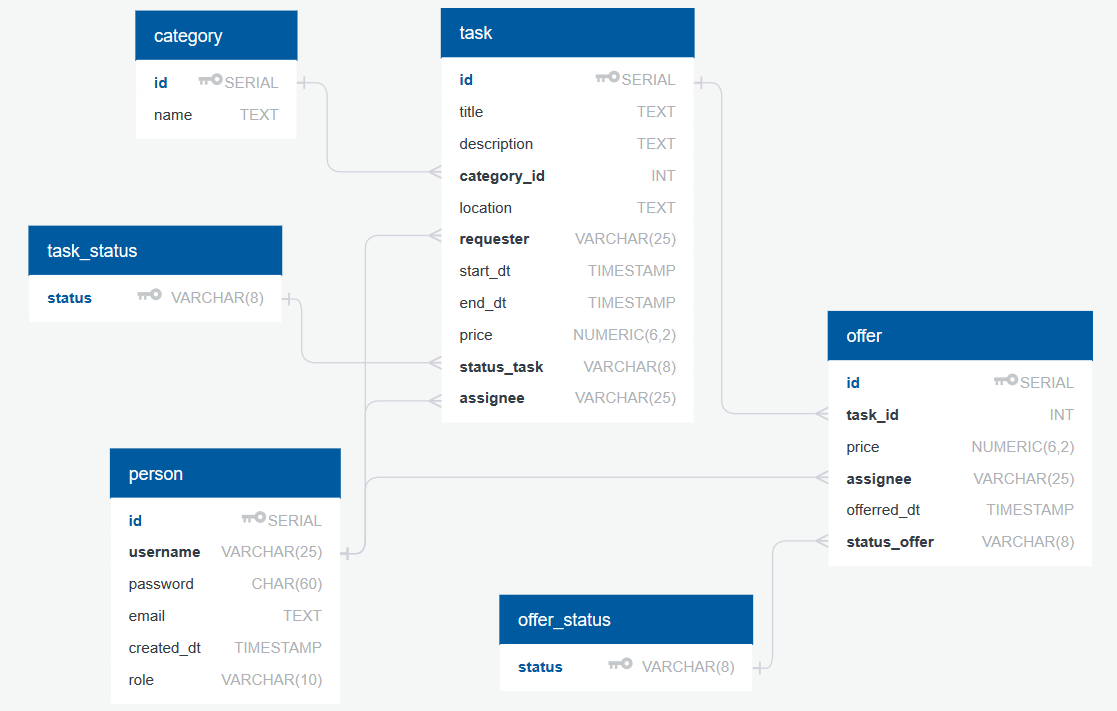 category
id SERIAL
name TEXT
task
id SERIAL
title TEXT
description TEXT
category_id INT
location TEXT
requester VARCHAR(25)
start_dt TIMESTAMP
end_dt TIMESTAMP
price NUMERIC(6,2)
status_task VARCHAR(8)
assignee VARCHAR(25)
task_status
status VARCHAR(8)
offer
id SERIAL
task_id INT
price NUMERIC(6,2)
assignee VARCHAR(25)
offerred_dt TIMESTAMP
status_offer VARCHAR(8)
person
id SERIAL
username VARCHAR(25)
password CHAR(60)
email TEXT
created_dt TIMESTAMP
role VARCHAR(10)
offer_status
status VARCHAR(8)